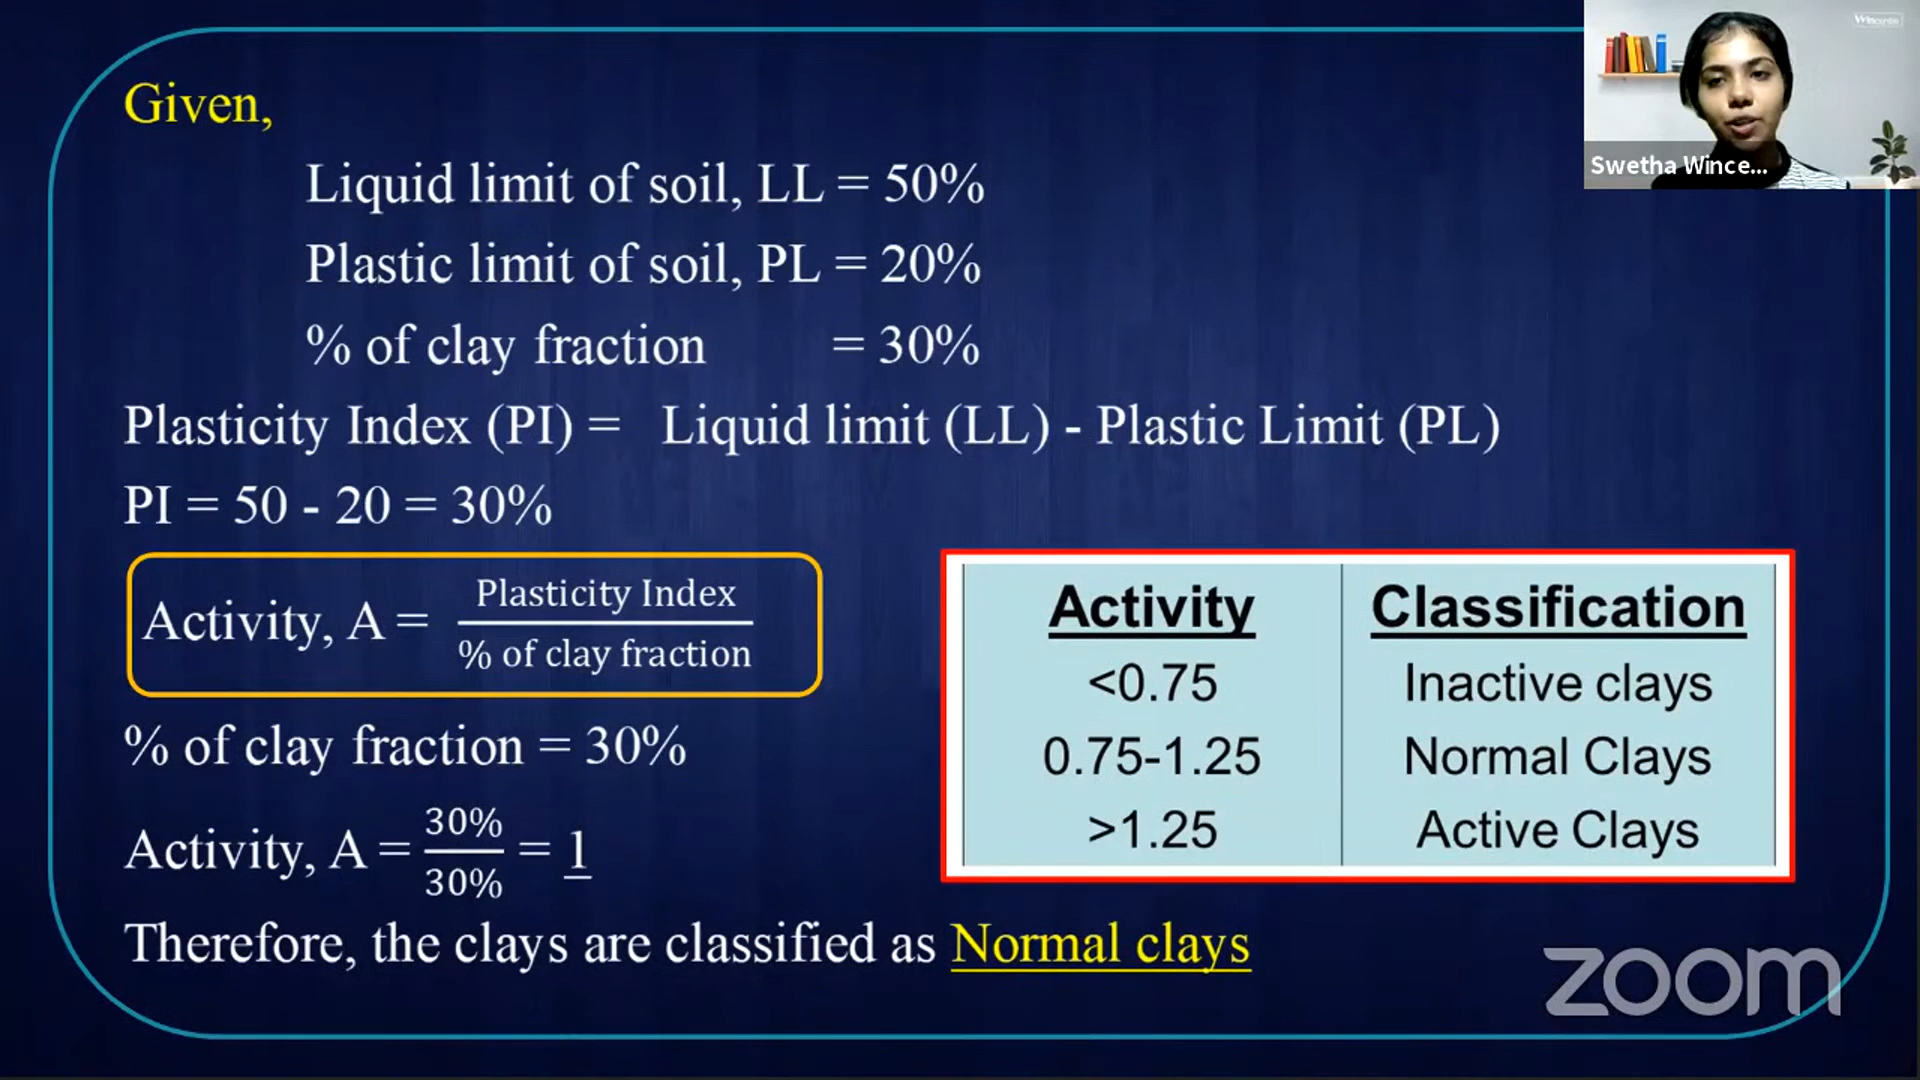 Given,
Liquid limit of soil, LL = 50%
Plastic limit of soil, PL = 20%
% of clay fraction = 30%
Plasticity Index (PI) = Liquid limit (LL) - Plastic Limit (PL)
PI = 50 - 20 = 30%
Activity, A = Plasticity Index
% of clay fraction
% of clay fraction = 30%
Activity, A = 30%
30% = 1
Therefore, the clays are classified as Normal clays
Activity Classification
<0.75 Inactive clays
0.75-1.25 Normal Clays
>1.25 Active Clays
Swetha Wince...
zoom